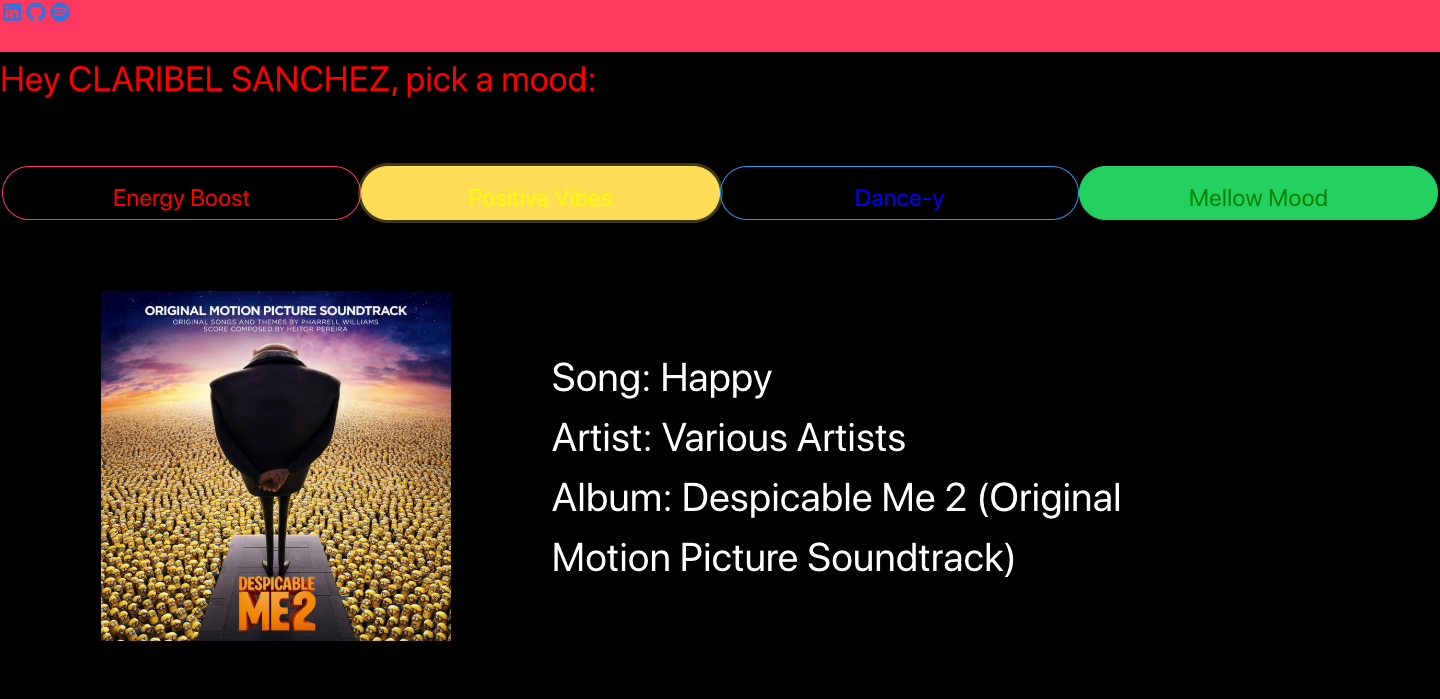 Hey CLARIBEL SANCHEZ, pick a mood:
Energy Boost
Positive Vibes
Dance-y
Mellow Mood
ORIGINAL MOTION PICTURE SOUNDTRACK
ORIGINAL SONGS AND THEMES BY PHARRELL WILLIAMS
SCORE COMPOSED BY HEITOR PEREIRA
DESPICABLE
ME 2
Song: Happy
Artist: Various Artists
Album: Despicable Me 2 (Original
Motion Picture Soundtrack)